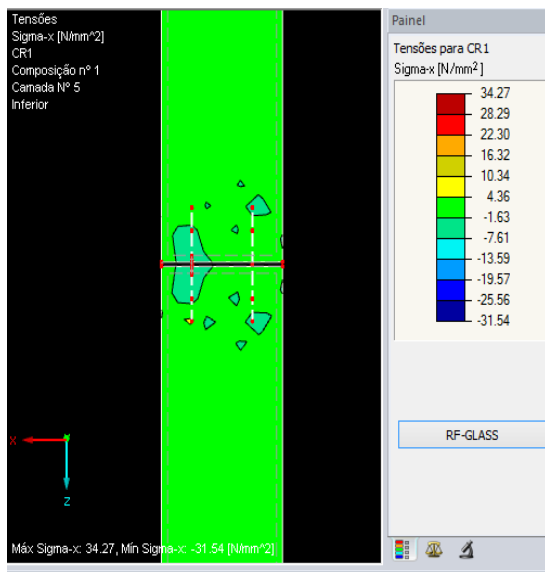 Tensões
Sigma-x [N/mm^2]
CR1
Composição nº 1
Camada Nº 5
Inferior
X
Z
Máx Sigma-x: 34.27, Mín Sigma-x: -31.54 [N/mm^2]
Painel
Tensões para CR1
Sigma-x [N/mm²]
34.27
28.29
22.30
16.32
10.34
4.36
-1.63
-7.61
-13.59
-19.57
-25.56
-31.54
RF-GLASS